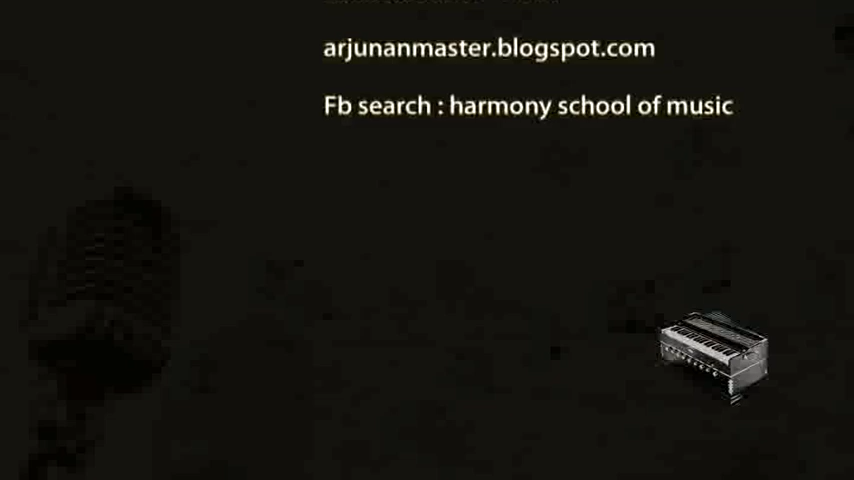 arjunanmaster.blogspot.com
Fb search : harmony school of music